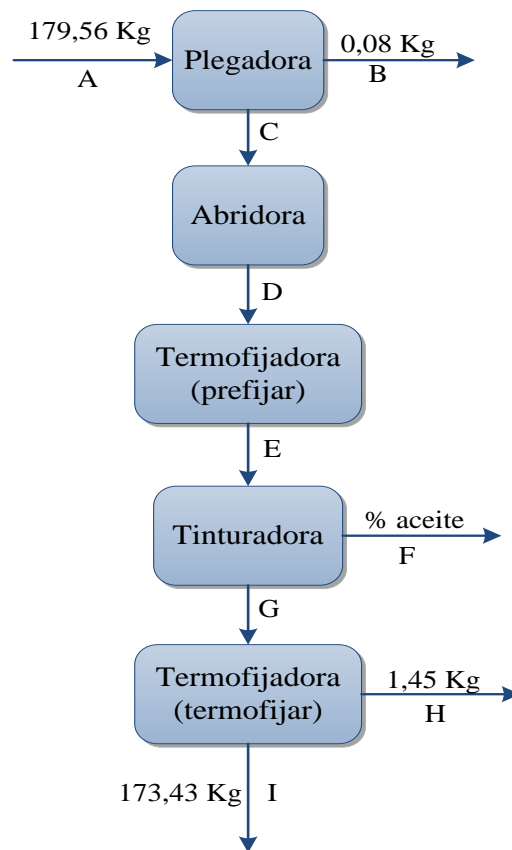 179,56 Kg
A
Plegadora
0,08 Kg
B
C
Abridora
D
Termofijadora
(prefijar)
E
Tinturadora
% aceite
F
G
Termofijadora
(termofijar)
1,45 Kg
H
173,43 Kg
I